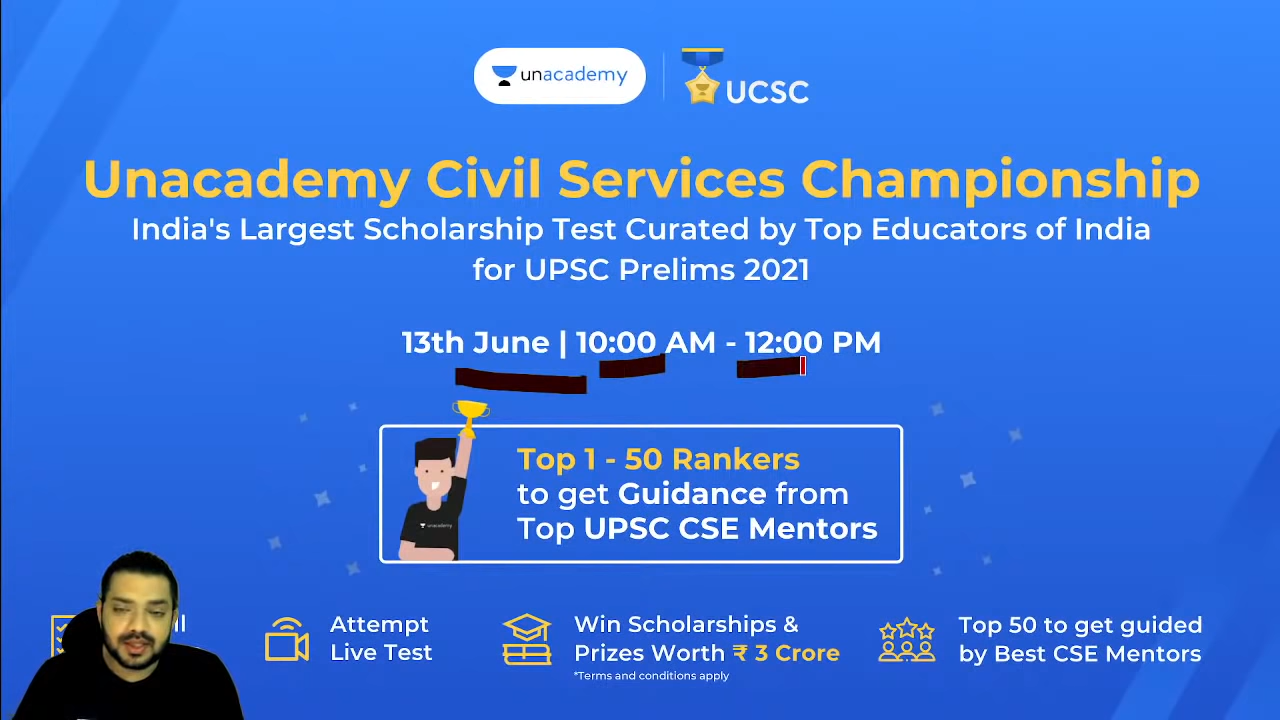 unacademy
UCSC
Unacademy Civil Services Championship
India's Largest Scholarship Test Curated by Top Educators of India
for UPSC Prelims 2021
13th June | 10:00 AM - 12:00 PM
Top 1 - 50 Rankers
to get Guidance from
Top UPSC CSE Mentors
unacademy
Attempt
Live Test
Win Scholarships &
Prizes Worth ₹ 3 Crore
*Terms and conditions apply
Top 50 to get guided
by Best CSE Mentors